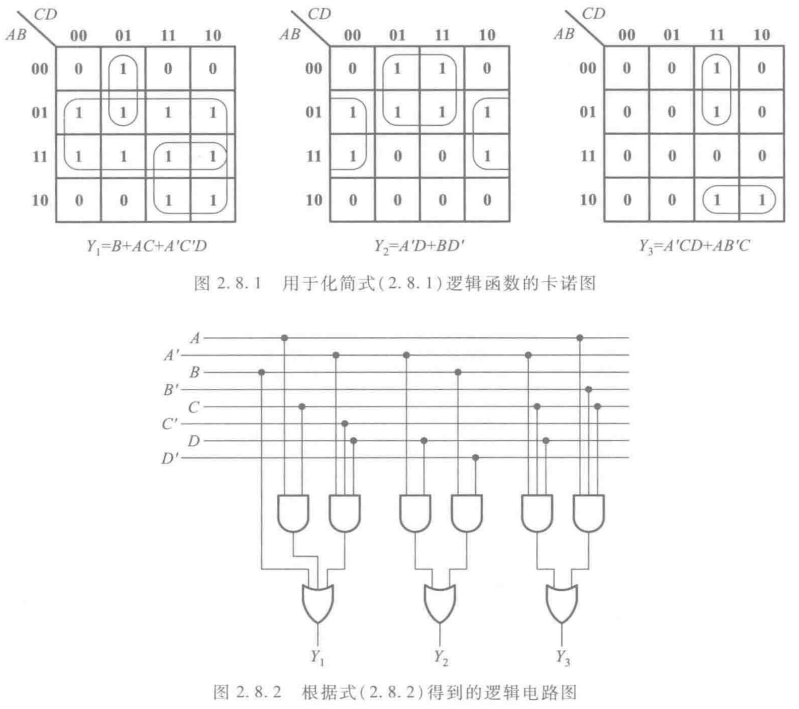 CD CD CD
AB 00 01 11 10 AB 00 01 11 10 AB 00 01 11 10
00 0 1 0 0 00 0 1 1 0 00 0 0 1 0
01 1 1 1 1 01 1 1 1 1 01 0 0 1 0
11 1 1 1 1 11 1 0 0 1 11 0 0 0 0
10 0 0 1 1 10 0 0 0 0 10 0 0 1 1
Y₁=B+AC+A′C′D Y₂=A′D+BD′ Y₃=A′CD+AB′C
图 2.8.1 用于化简式(2.8.1)逻辑函数的卡诺图
A
A′
B
B′
C
C′
D
D′
Y₁ Y₂ Y₃
图 2.8.2 根据式(2.8.2)得到的逻辑电路图